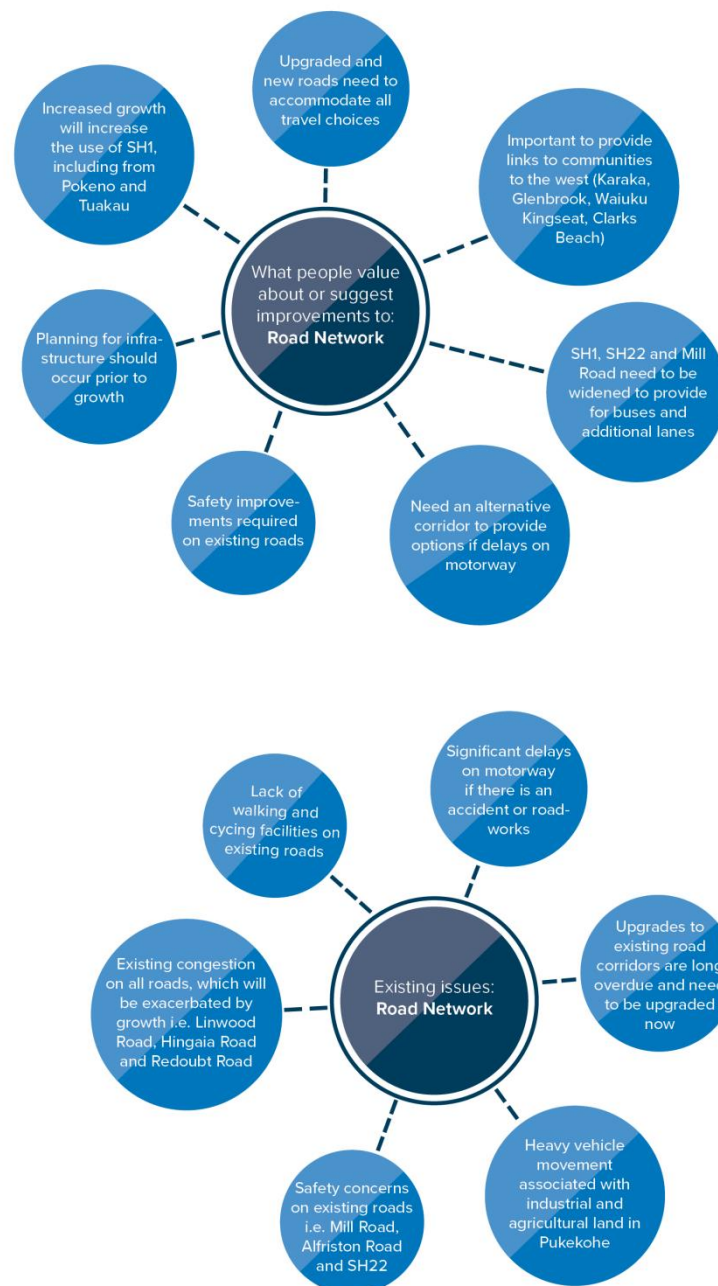 Upgraded and
new roads need to
accommodate all
travel choices
Increased growth
will increase
the use of SH1,
including from
Pokeno and
Tuakau
Important to provide
links to communities
to the west (Karaka,
Glenbrook, Waiuku
Kingseat, Clarks
Beach)
What people value
about or suggest
improvements to:
Road Network
Planning for infra-
structure should
occur prior to
growth
SH1, SH22 and Mill
Road need to be
widened to provide
for buses and
additional lanes
Safety improve-
ments required
on existing roads
Need an alternative
corridor to provide
options if delays on
motorway
Lack of
walking and
cycing facilities on
existing roads
Significant delays
on motorway
if there is an
accident or road-
works
Existing congestion
on all roads, which will
be exacerbated by
growth i.e. Linwood
Road, Hingaia Road
and Redoubt Road
Existing issues:
Road Network
Upgrades to
existing road
corridors are long
overdue and need
to be upgraded
now
Safety concerns
on existing roads
i.e. Mill Road,
Alfriston Road
and SH22
Heavy vehicle
movement
associated with
industrial and
agricultural land in
Pukekohe